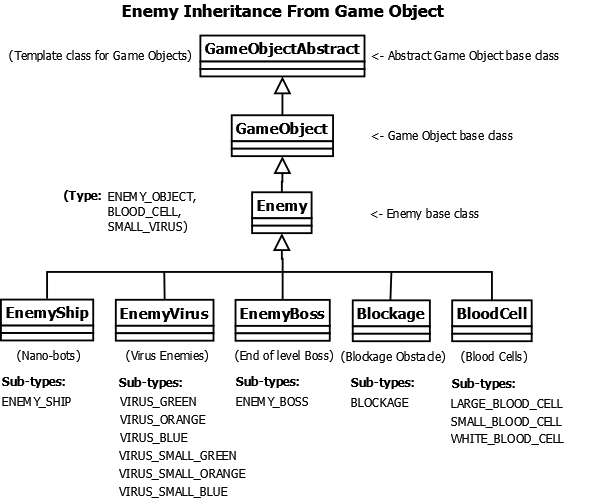 Enemy Inheritance From Game Object
(Template class for Game Objects) GameObjectAbstract <- Abstract Game Object base class
GameObject <- Game Object base class
(Type: ENEMY_OBJECT,
BLOOD_CELL,
SMALL_VIRUS)
Enemy <- Enemy base class
EnemyShip EnemyVirus EnemyBoss Blockage BloodCell
(Nano-bots) (Virus Enemies) (End of level Boss) (Blockage Obstacle) (Blood Cells)
Sub-types: Sub-types: Sub-types: Sub-types: Sub-types:
ENEMY_SHIP VIRUS_GREEN ENEMY_BOSS BLOCKAGE LARGE_BLOOD_CELL
VIRUS_ORANGE SMALL_BLOOD_CELL
VIRUS_BLUE WHITE_BLOOD_CELL
VIRUS_SMALL_GREEN
VIRUS_SMALL_ORANGE
VIRUS_SMALL_BLUE